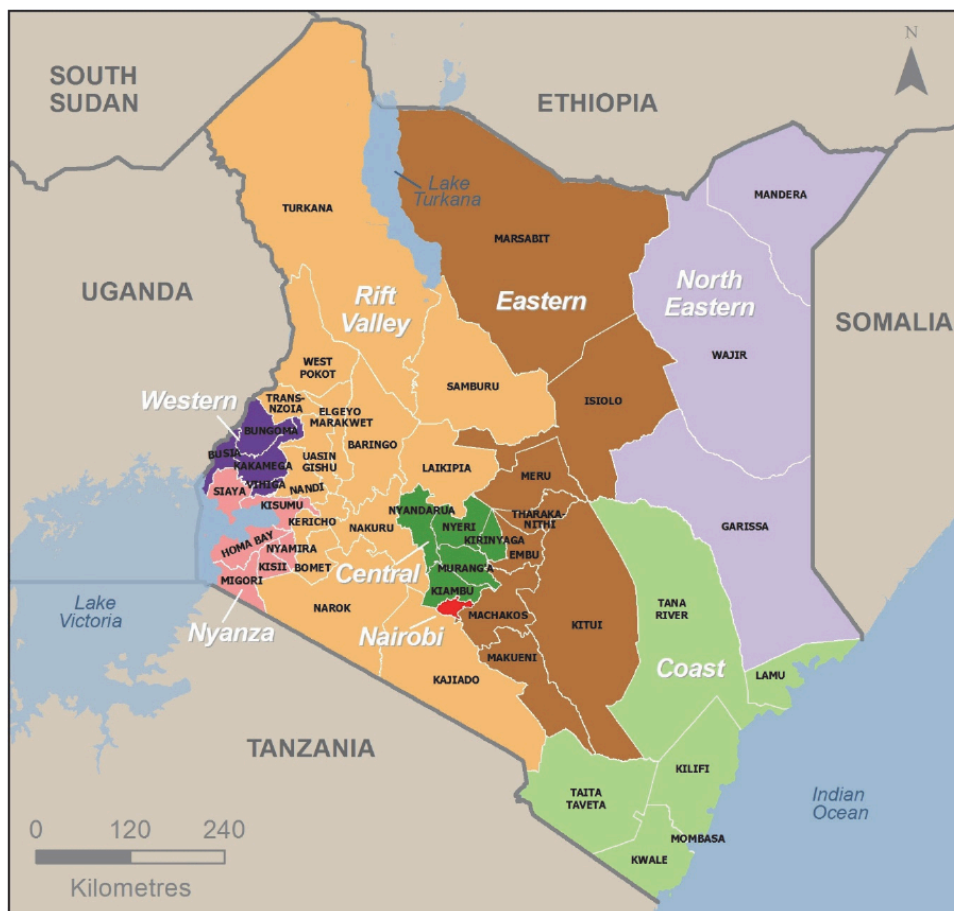 N
SOUTH
SUDAN
ETHIOPIA
Lake
Turkana
MANDERA
TURKANA
MARSABIT
UGANDA
Rift
Valley
Eastern
North
Eastern
SOMALIA
WAJIR
WEST
POKOT
SAMBURU
ISIOLO
Western
TRANS-
NZOIA
ELGEYO
MARAKWET
BUNGOMA
BARINGO
BUSIA
KAKAMEGA
UASIN
GISHU
LAIKIPIA
MERU
VIHIGA
SIAYA
NANDI
KISUMU
NYANDARUA
THARAKA-
NITHI
KERICHO
NAKURU
NYERI
KIRINYAGA
GARISSA
HOMA BAY
NYAMIRA
EMBU
KISII
BOMET
Central
MURANG'A
MIGORI
KIAMBU
Lake
Victoria
NAROK
MACHAKOS
TANA
RIVER
KITUI
Nyanza
Nairobi
MAKUENI
Coast
LAMU
KAJIADO
TANZANIA
KILIFI
TAITA
TAVETA
Indian
Ocean
MOMBASA
KWALE
0 120 240
Kilometres